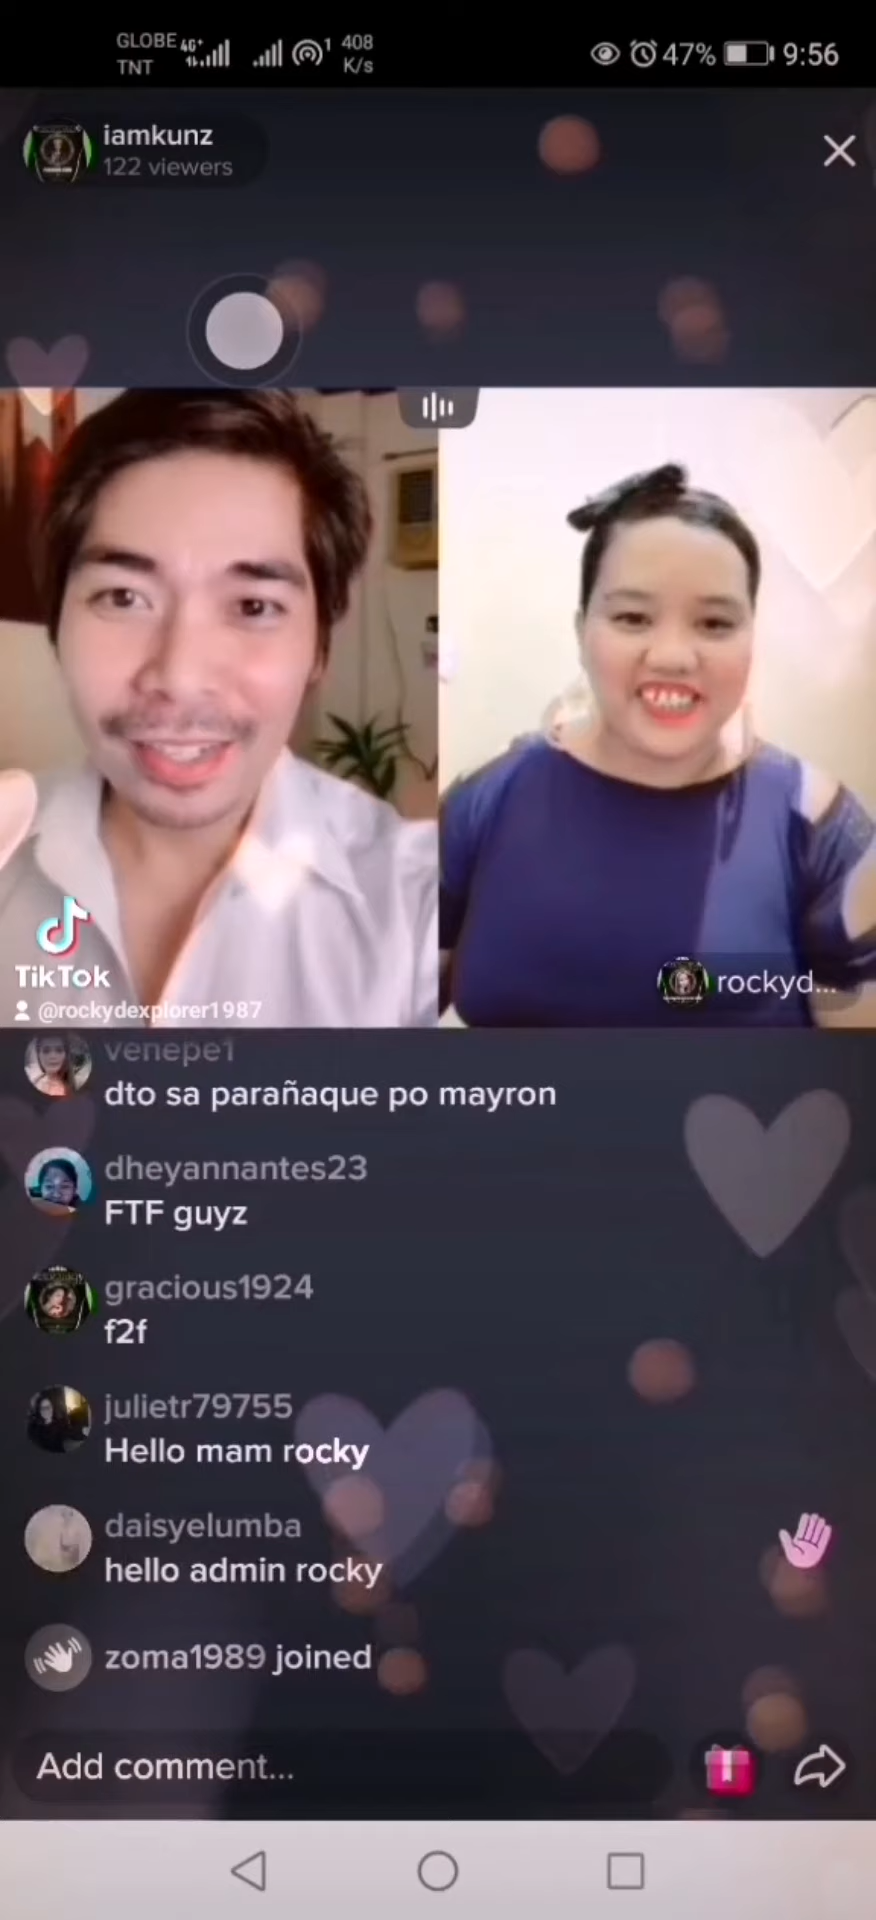 GLOBE 4G+
TNT
1
408
K/s
47%
9:56
iamkunz
122 viewers
TikTok
@rockydexplorer1987
rockyd...
venepe1
dto sa parañaque po mayron
dheyannantes23
FTF guyz
gracious1924
f2f
julietr79755
Hello mam rocky
daisyelumba
hello admin rocky
zoma1989 joined
Add comment...